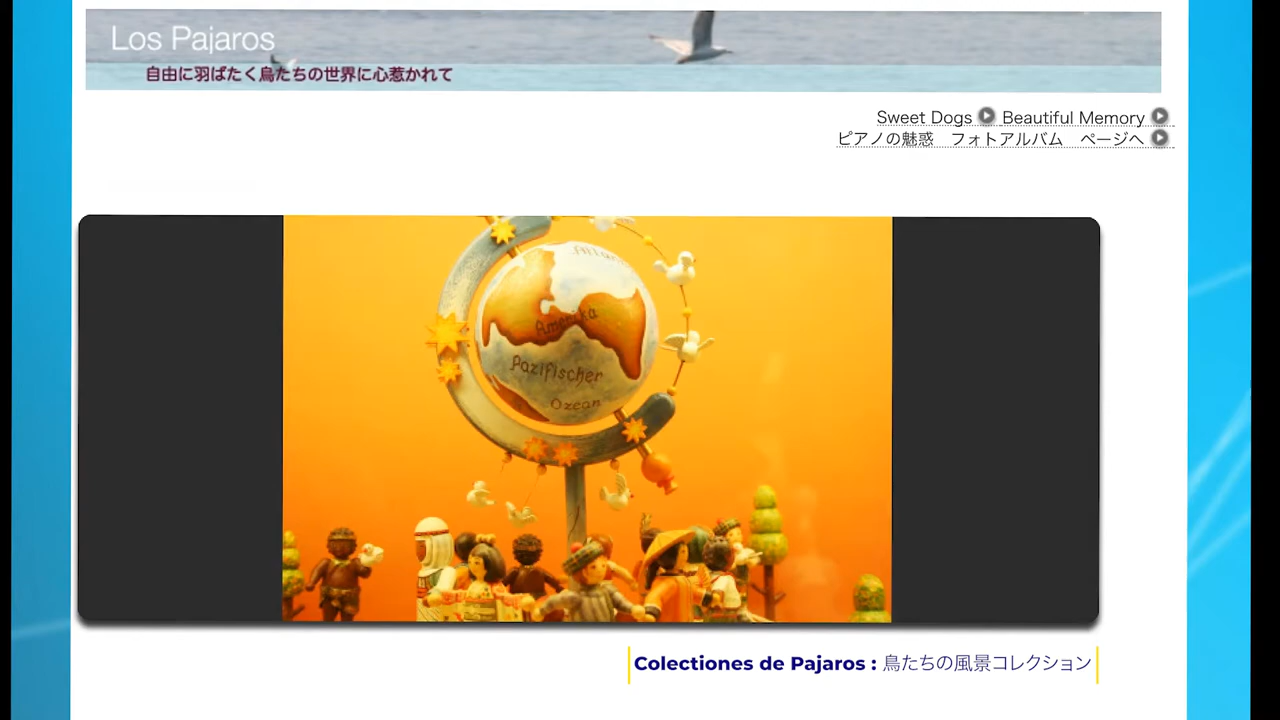 Los Pajaros
自由に羽ばたく鳥たちの世界に心惹かれて
Sweet Dogs Beautiful Memory
ピアノの魅惑 フォトアルバム ページへ
Amerika
Pazifischer
Ozean
Colectiones de Pajaros : 鳥たちの風景コレクション